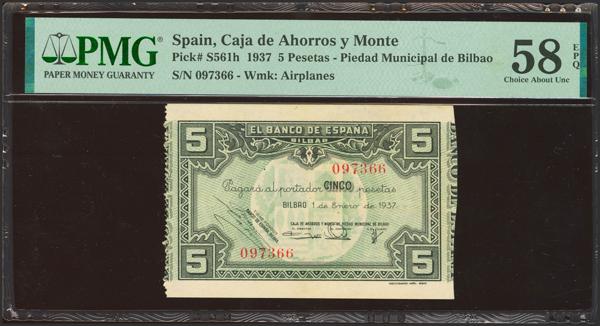 PMG
PAPER MONEY GUARANTY
Spain, Caja de Ahorros y Monte
Pick# S561h 1937 5 Pesetas - Piedad Municipal de Bilbao
S/N 097366 - Wmk: Airplanes
58 EPQ
Choice About Unc
5 EL BANCO DE ESPAÑA 5
BILBAO
097366
Pagará al portador CINCO pesetas
BILBAO 1 de Enero de 1937
CAJA DE AHORROS Y MONTE DE PIEDAD MUNICIPAL DE BILBAO
097366
5 5
BANCO DE